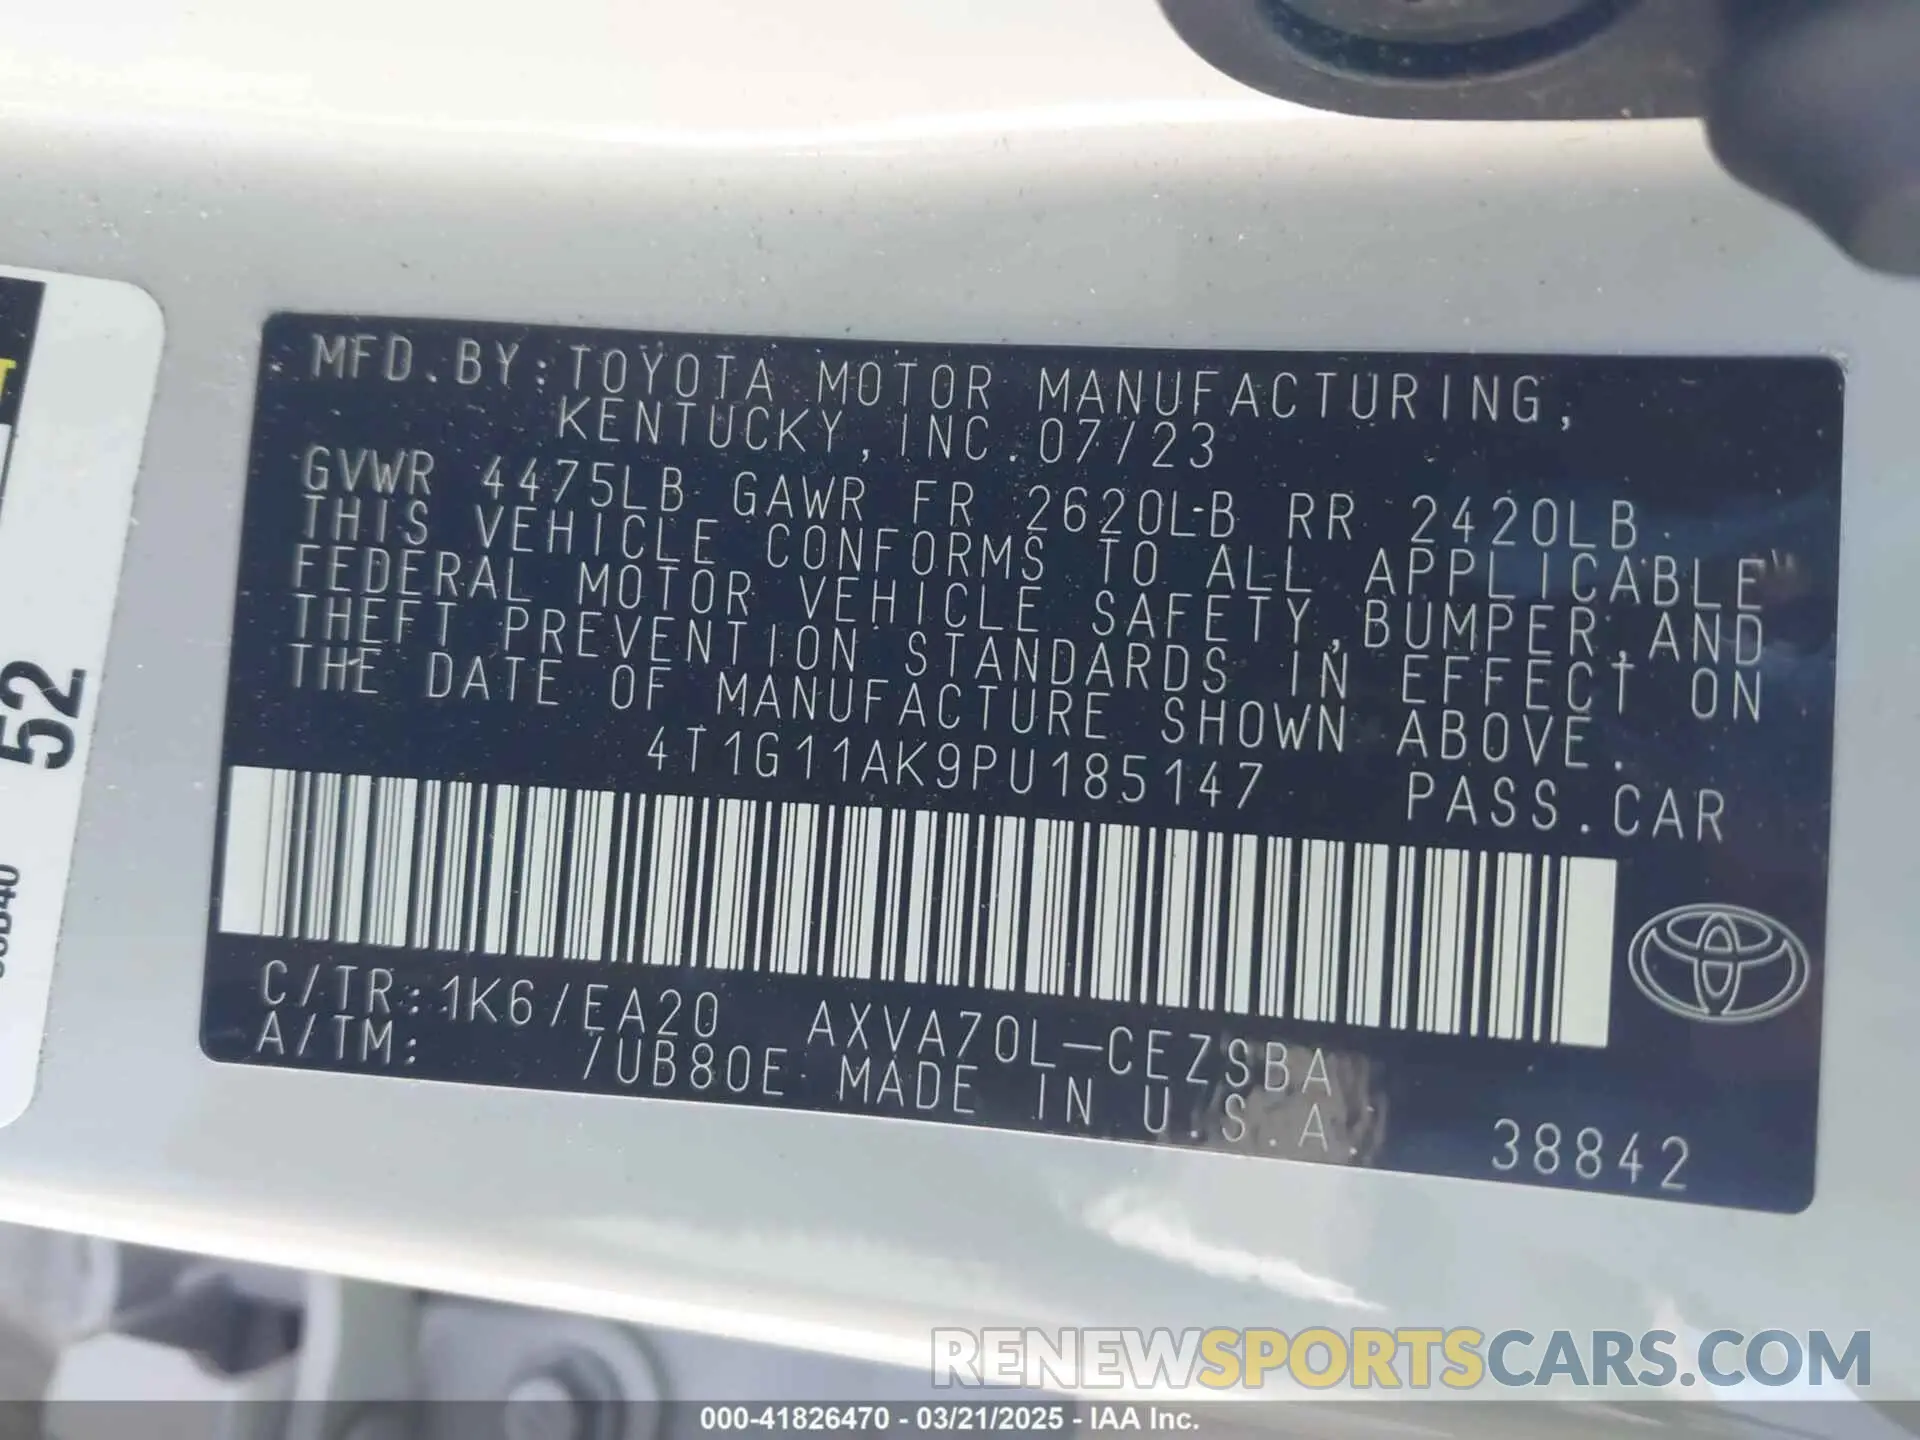 MFD.BY:TOYOTA MOTOR MANUFACTURING,
KENTUCKY,INC.07/23
GVWR 4475LB GAWR FR 2620LB RR 2420LB
THIS VEHICLE CONFORMS TO ALL APPLICABLE
FEDERAL MOTOR VEHICLE SAFETY,BUMPER,AND
THEFT PREVENTION STANDARDS IN EFFECT ON
THE DATE OF MANUFACTURE SHOWN ABOVE.
4T1G11AK9PU185147 PASS.CAR
C/TR:1K6/EA20 AXVA70L-CEZSBA
A/TM: /UB80E MADE IN U.S.A.
38842
52
RENEWSPORTSCARS.COM
000-41826470 - 03/21/2025 - IAA Inc.